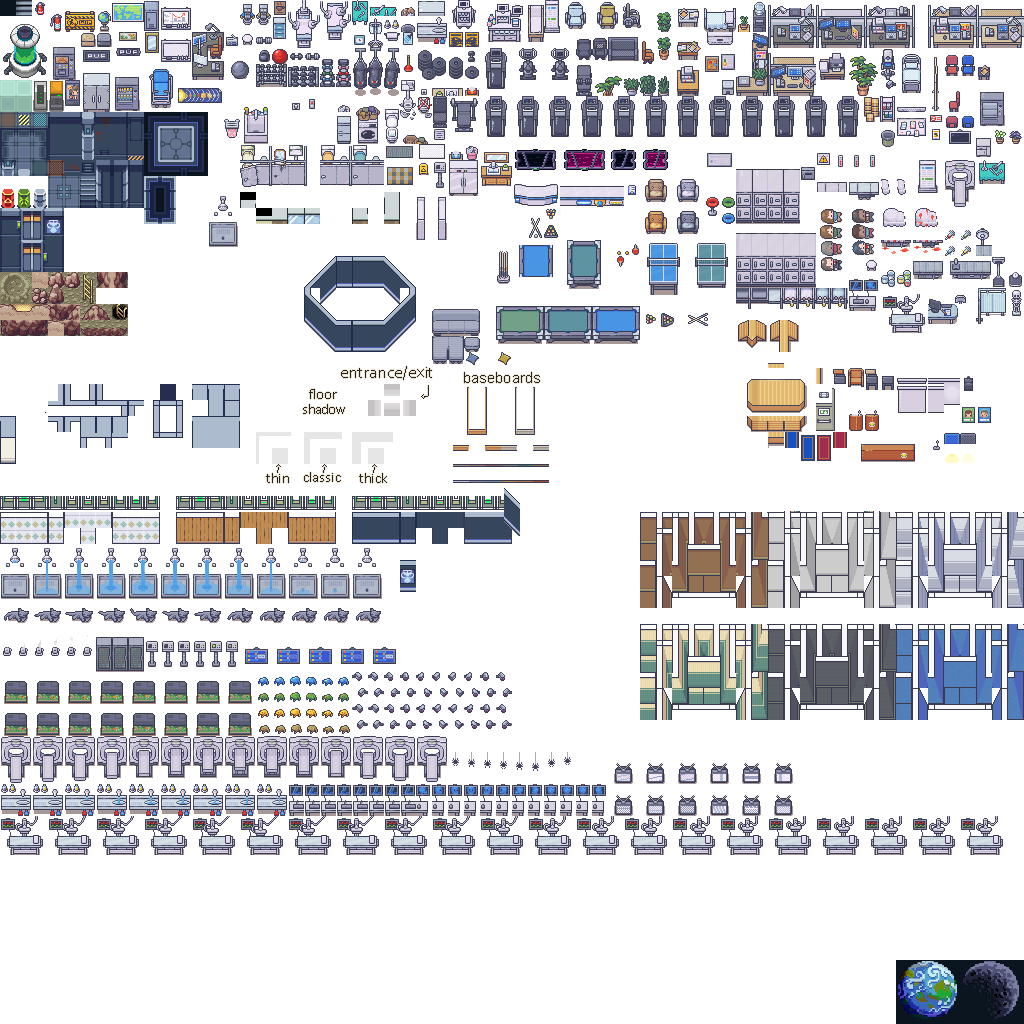 entrance/exit
floor
shadow
baseboards
thin
classic
thick